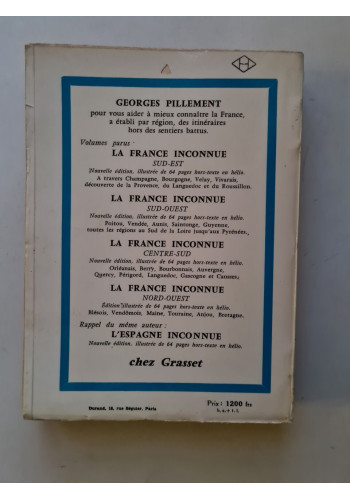 GEORGES PILLEMENT
pour vous aider à mieux connaître la France,
a établi par région, des itinéraires
hors des sentiers battus.
Volumes parus :
LA FRANCE INCONNUE
SUD-EST
Nouvelle édition, illustrée de 64 pages hors-texte en hélio.
A travers Champagne, Bourgogne, Velay, Vivarais,
découverte de la Provence, du Languedoc et du Roussillon.
LA FRANCE INCONNUE
SUD-OUEST
Nouvelle édition, illustrée de 64 pages hors-texte en hélio.
Poitou, Vendée, Aunis, Saintonge, Guyenne,
toutes les régions au Sud de la Loire jusqu'aux Pyrénées.
LA FRANCE INCONNUE
CENTRE-SUD
Nouvelle édition, illustrée de 64 pages hors-texte en hélio.
Orléanais, Berry, Bourbonnais, Auvergne,
Quercy, Périgord, Languedoc, Gascogne et Causses.
LA FRANCE INCONNUE
NORD-OUEST
Edition illustrée de 64 pages hors-texte en hélio.
Blésois, Vendômois, Maine, Touraine, Anjou, Bretagne.
Rappel du même auteur :
L'ESPAGNE INCONNUE
Nouvelle édition, illustrée de 64 pages hors-texte en hélio.
chez Grasset
Durand, 18, rue Séguier, Paris
Prix : 1200 frs
b. s. t. l.